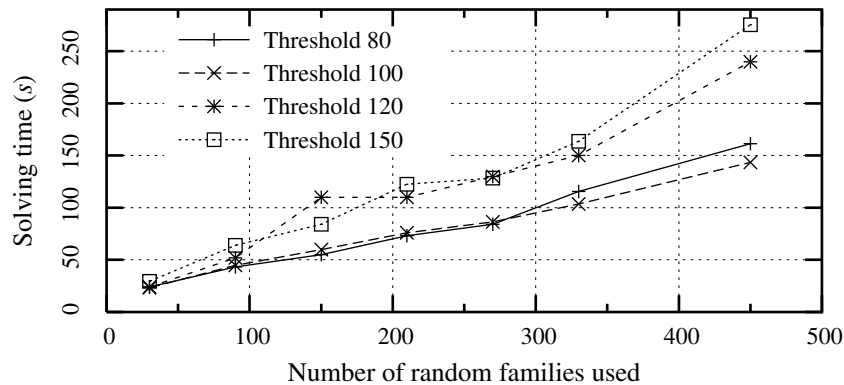 250
200
150
100
50
0
Solving time (s)
Threshold 80
Threshold 100
Threshold 120
Threshold 150
0 100 200 300 400 500
Number of random families used